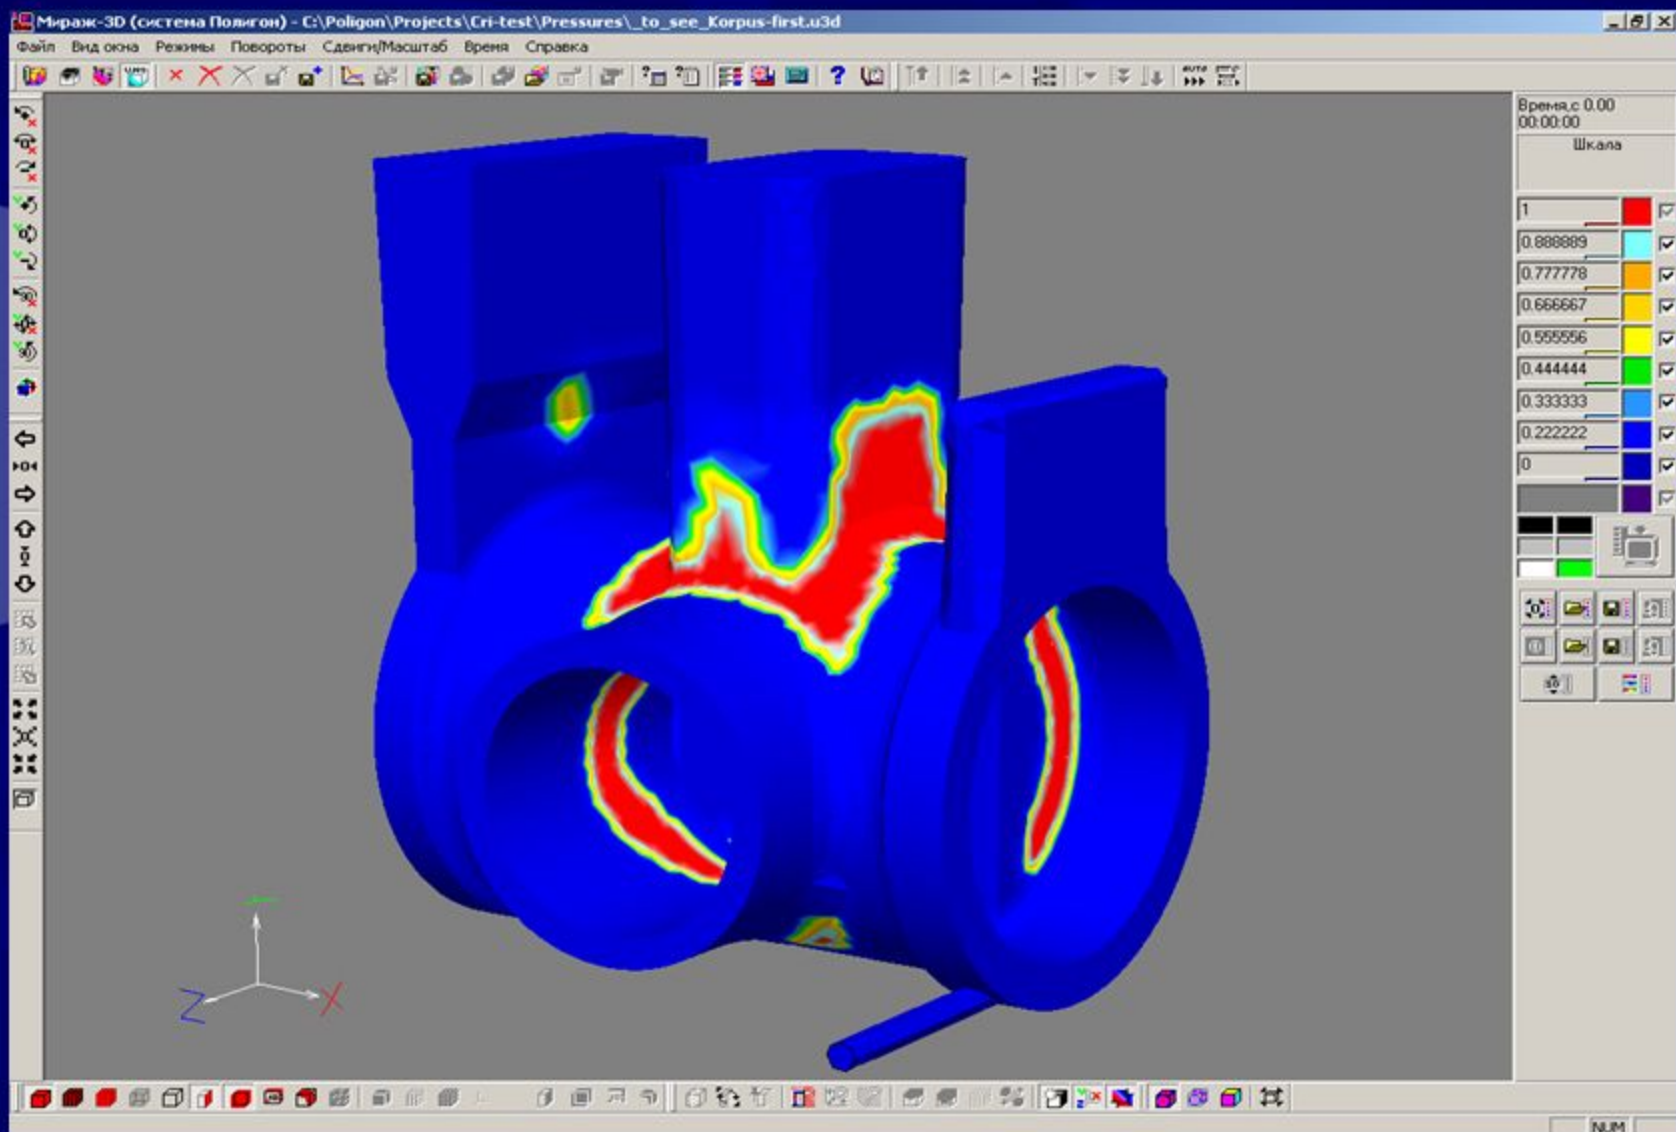 Мираж-3D (система Полигон) - C:\Poligon\Projects\Cri-test\Pressures\_to_see_Korpus-first.u3d
Файл Вид окна Режимы Повороты Сдвиги/Масштаб Время Справка
Время,с 0.00
00:00:00
Шкала
1
0.888889
0.777778
0.666667
0.555556
0.444444
0.333333
0.222222
0
Z X
NUM